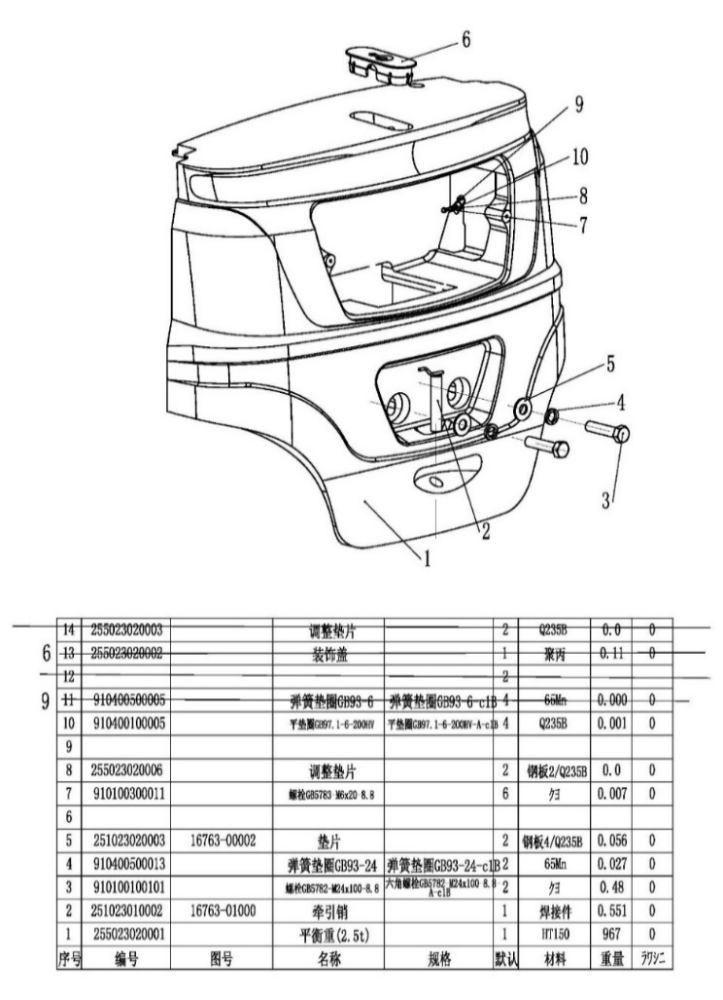 6
9
10
8
7
5
4
3
2
1
14 255023020003 调整垫片 2 Q235B 0.0 0
6 13 255023020002 装饰盖 1 聚丙 0.11 0
12 2
9 11 910400500005 弹簧垫圈GB93-6 弹簧垫圈GB93-6-c1B 4 65Mn 0.000 0
10 910400100005 平垫圈GB97.1-6-200HV 平垫圈GB97.1-6-200HV-A-c1B 4 Q235B 0.001 0
9
8 255023020006 调整垫片 2 钢板2/Q235B 0.0 0
7 910100300011 螺栓GB5783-M6x20-8.8 6 ｸﾖ 0.007 0
6
5 251023020003 16763-00002 垫片 2 钢板4/Q235B 0.056 0
4 910400500013 弹簧垫圈GB93-24 弹簧垫圈GB93-24-c1B 2 65Mn 0.027 0
3 910100100101 螺栓GB5782-M24x100-8.8 六角螺栓GB5782-M24x100-8.8-A-c1B 2 ｸﾖ 0.48 0
2 251023010002 16763-01000 牵引销 1 焊接件 0.551 0
1 255023020001 平衡重(2.5t) 1 HT150 967 0
序号 编号 图号 名称 规格 默认 材料 重量